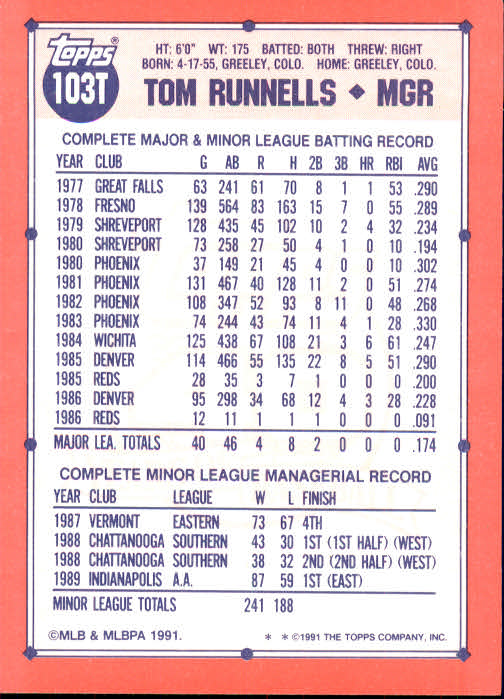 Topps®
103T
HT: 6'0" WT: 175 BATTED: BOTH THREW: RIGHT
BORN: 4-17-55, GREELEY, COLO. HOME: GREELEY, COLO.
TOM RUNNELLS ◆ MGR
COMPLETE MAJOR & MINOR LEAGUE BATTING RECORD
YEAR CLUB G AB R H 2B 3B HR RBI AVG
1977 GREAT FALLS 63 241 61 70 8 1 1 53 .290
1978 FRESNO 139 564 83 163 15 7 0 55 .289
1979 SHREVEPORT 128 435 45 102 10 2 4 32 .234
1980 SHREVEPORT 73 258 27 50 4 1 0 10 .194
1980 PHOENIX 37 149 21 45 4 0 0 10 .302
1981 PHOENIX 131 467 40 128 11 2 0 51 .274
1982 PHOENIX 108 347 52 93 8 11 0 48 .268
1983 PHOENIX 74 244 43 74 11 4 1 28 .330
1984 WICHITA 125 438 67 108 21 3 6 61 .247
1985 DENVER 114 466 55 135 22 8 5 51 .290
1985 REDS 28 35 3 7 1 0 0 0 .200
1986 DENVER 95 298 34 68 12 4 3 28 .228
1986 REDS 12 11 1 1 1 0 0 0 .091
MAJOR LEA. TOTALS 40 46 4 8 2 0 0 0 .174
COMPLETE MINOR LEAGUE MANAGERIAL RECORD
YEAR CLUB LEAGUE W L FINISH
1987 VERMONT EASTERN 73 67 4TH
1988 CHATTANOOGA SOUTHERN 43 30 1ST (1ST HALF) (WEST)
1988 CHATTANOOGA SOUTHERN 38 32 2ND (2ND HALF) (WEST)
1989 INDIANAPOLIS A.A. 87 59 1ST (EAST)
MINOR LEAGUE TOTALS 241 188
©MLB & MLBPA 1991. * * ©1991 THE TOPPS COMPANY, INC.